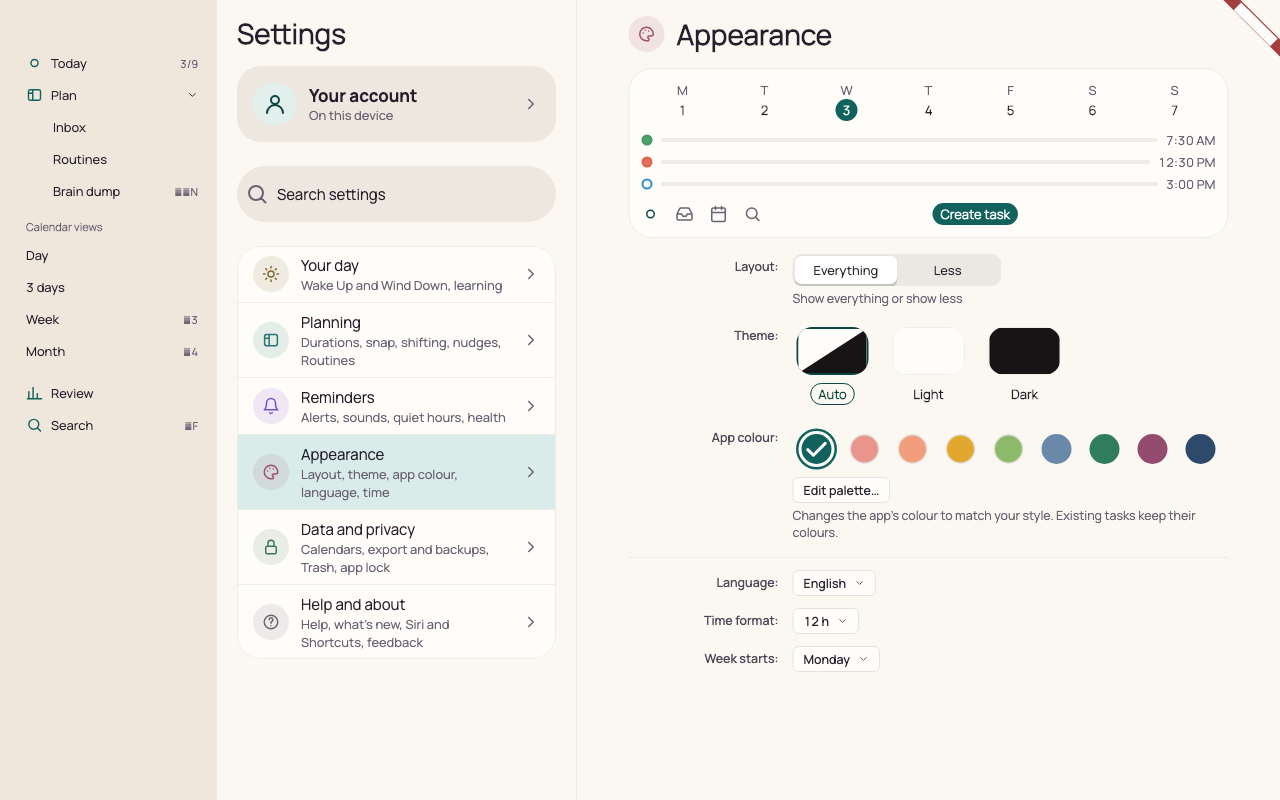 Today
3/9
Plan
Inbox
Routines
Brain dump
N
Calendar views
Day
3 days
Week
3
Month
4
Review
Search
F
Settings
Your account
On this device
Search settings
Your day
Wake Up and Wind Down, learning
Planning
Durations, snap, shifting, nudges,
Routines
Reminders
Alerts, sounds, quiet hours, health
Appearance
Layout, theme, app colour,
language, time
Data and privacy
Calendars, export and backups,
Trash, app lock
Help and about
Help, what's new, Siri and
Shortcuts, feedback
Appearance
M T W T F S S
1 2 3 4 5 6 7
7:30 AM
12:30 PM
3:00 PM
Create task
Layout:
Everything
Less
Show everything or show less
Theme:
Auto
Light
Dark
App colour:
Edit palette...
Changes the app's colour to match your style. Existing tasks keep their
colours.
Language:
English
Time format:
12 h
Week starts:
Monday